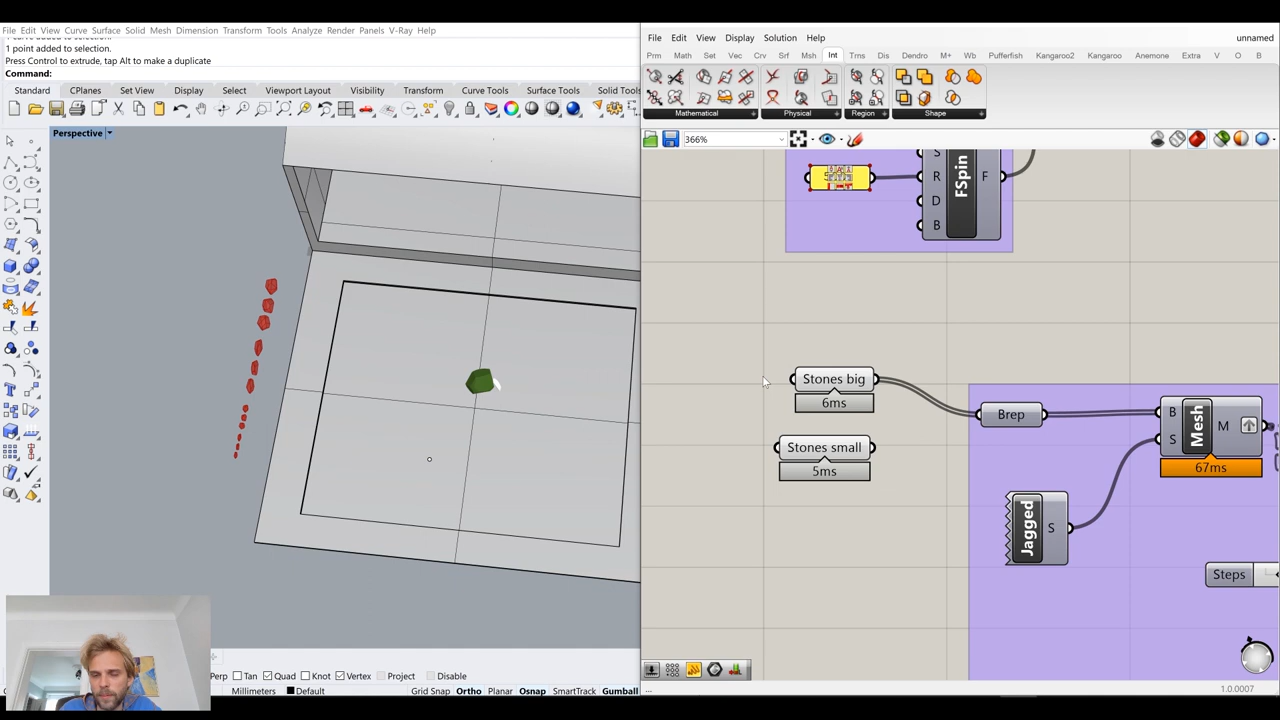 File Edit View Curve Surface Solid Mesh Dimension Transform Tools Analyze Render Panels V-Ray Help
1 point added to selection.
Press Control to extrude, tap Alt to make a duplicate
Command:
Standard CPlanes Set View Display Select Viewport Layout Visibility Transform Curve Tools Surface Tools Solid Tools
Perspective
Perp Tan Quad Knot Vertex Project Disable
Millimeters Default Grid Snap Ortho Planar Osnap SmartTrack Gumball
File Edit View Display Solution Help unnamed
Prm Math Set Vec Crv Srf Msh Int Trns Dis Dendro M+ Wb Pufferfish Kangaroo2 Kangaroo Anemone Extra V O B
Mathematical Physical Region Shape
366%
S
R
D
B
FSpin
F
Stones big
6ms
Stones small
5ms
Brep
B
S
Mesh
M
67ms
Jagged
S
Steps
...
1.0.0007